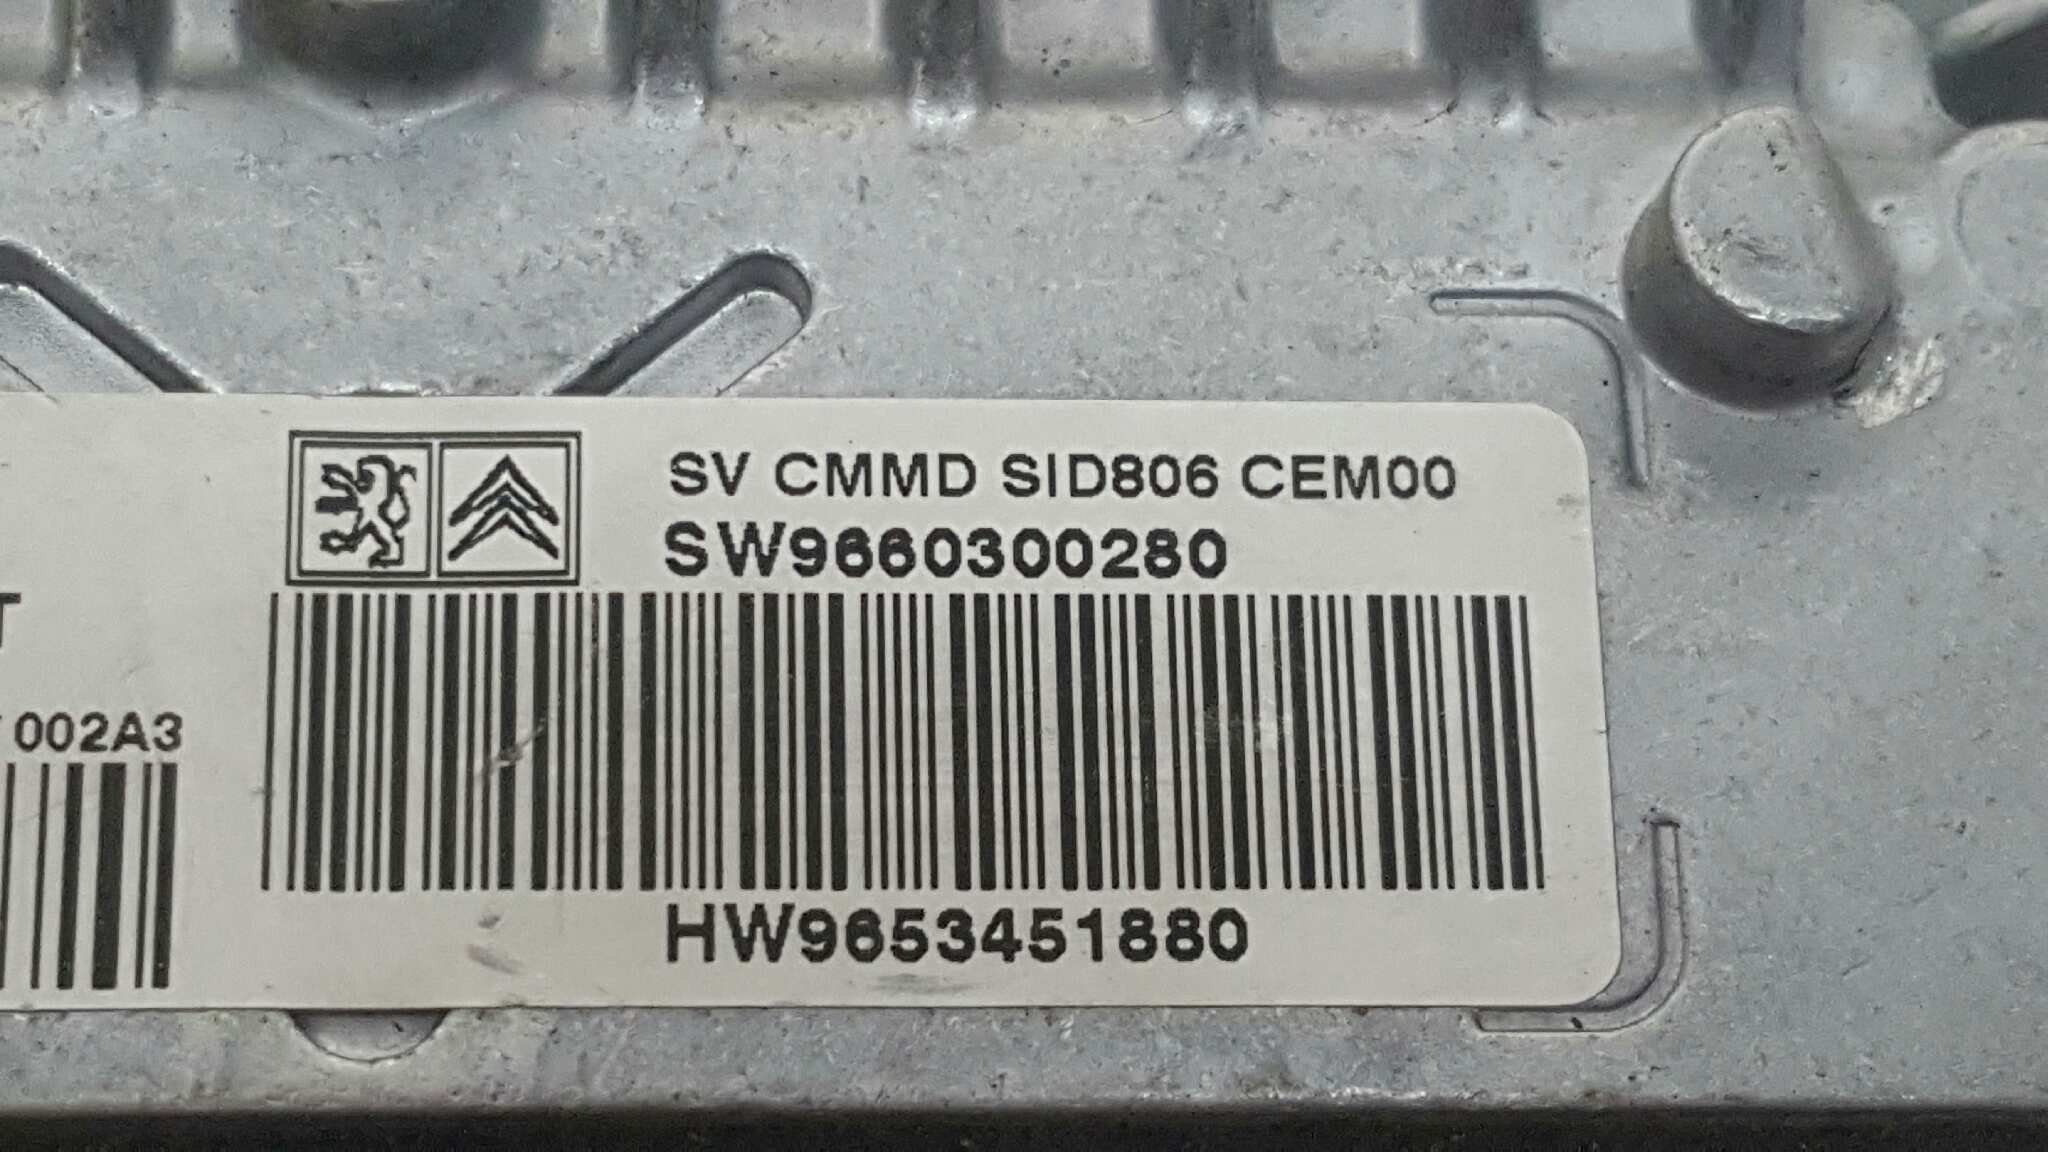 SV CMMD SID806 CEM00
SW9660300280
T
002A3
HW9653451880